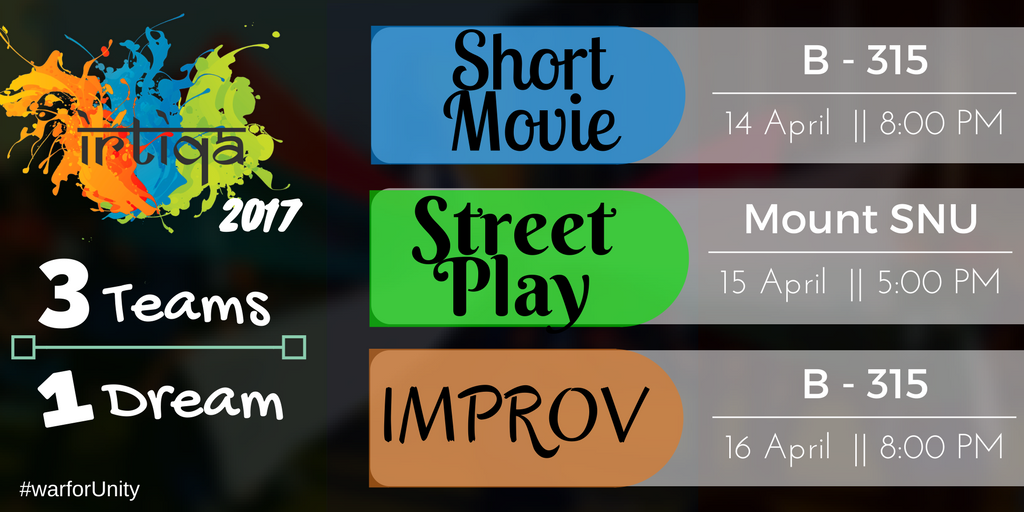 irtiqa
2017
3 Teams
1 Dream
#warforUnity
Short
Movie
B - 315
14 April || 8:00 PM
Street
Play
Mount SNU
15 April || 5:00 PM
IMPROV
B - 315
16 April || 8:00 PM